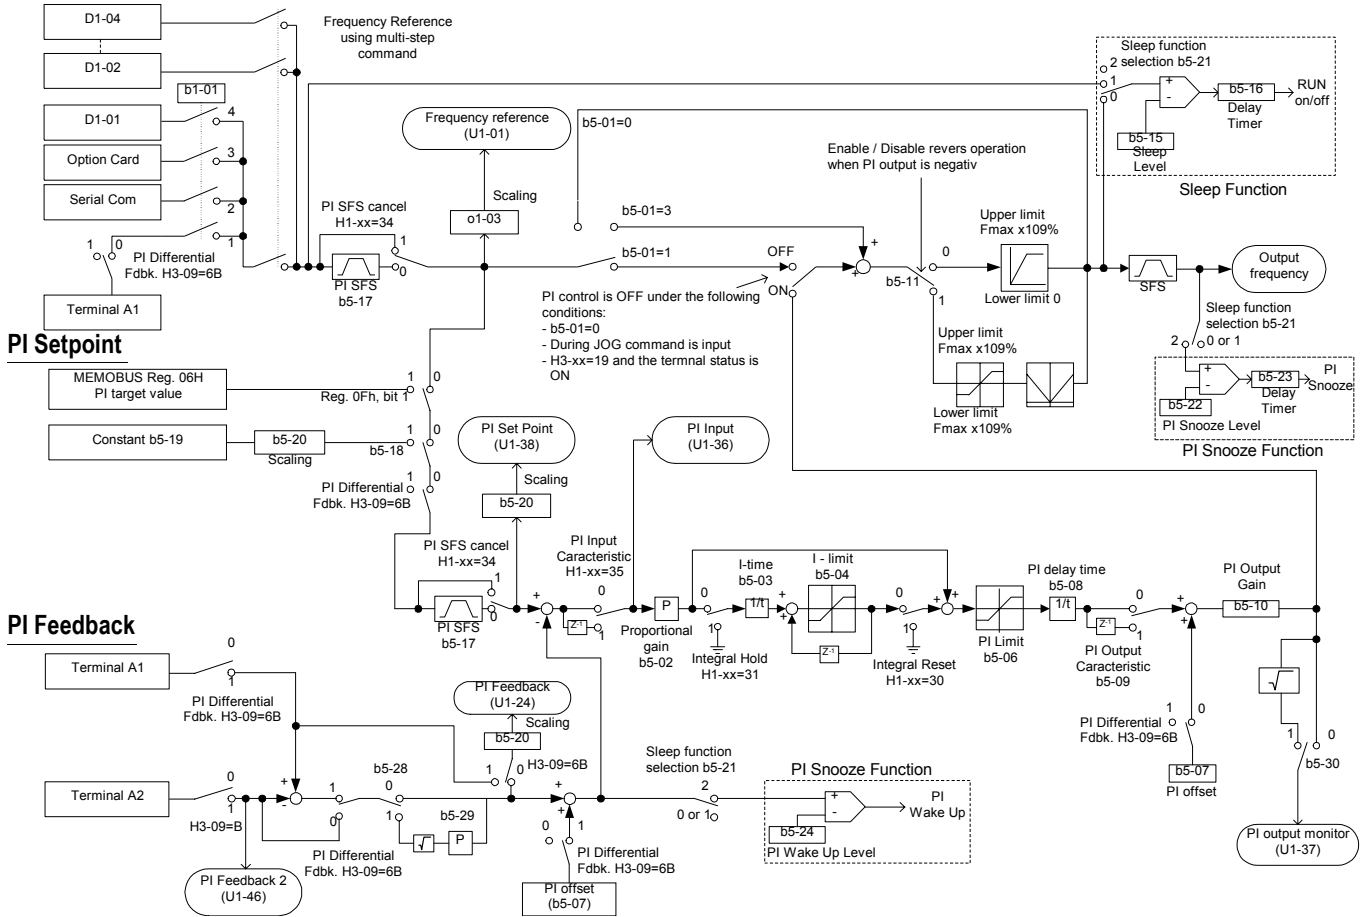 D1-04
D1-02
b1-01
D1-01
4
Option Card
3
Serial Com
2
1
1 0
PI Differential
Fdbk. H3-09=6B
Terminal A1
Frequency Reference
using multi-step
command
PI SFS cancel
H1-xx=34
1
0
PI SFS
b5-17
Frequency reference
(U1-01)
Scaling
o1-03
b5-01=0
b5-01=3
b5-01=1
OFF
ON
PI control is OFF under the following
conditions:
- b5-01=0
- During JOG command is input
- H3-xx=19 and the termnal status is
ON
Enable / Disable revers operation
when PI output is negativ
+
+
b5-11
0
1
Upper limit
Fmax x109%
Lower limit 0
Upper limit
Fmax x109%
Lower limit
Fmax x109%
Sleep function
selection b5-21
2
1
0
+
-
b5-16
Delay
Timer
RUN
on/off
b5-15
Sleep
Level
Sleep Function
SFS
Output
frequency
Sleep function
selection b5-21
2
0 or 1
+
-
b5-23
Delay
Timer
PI
Snooze
b5-22
PI Snooze Level
PI Snooze Function
PI Setpoint
MEMOBUS Reg. 06H
PI target value
1 0
Reg. 0Fh, bit 1
Constant b5-19
b5-20
Scaling
1 0
b5-18
1 0
PI Differential
Fdbk. H3-09=6B
PI Set Point
(U1-38)
Scaling
b5-20
PI Input
(U1-36)
PI SFS cancel
H1-xx=34
1
0
PI SFS
b5-17
+
-
PI Input
Caracteristic
H1-xx=35
0
1
Z-1
P
Proportional
gain
b5-02
0
1
Integral Hold
H1-xx=31
I-time
b5-03
1/t
+
+
I - limit
b5-04
Z-1
0
1
Integral Reset
H1-xx=30
+
+
PI Limit
b5-06
PI delay time
b5-08
1/t
Z-1
0
1
PI Output
Caracteristic
b5-09
+
+
PI Output
Gain
b5-10
1 0
PI Differential
Fdbk. H3-09=6B
b5-07
PI offset
√
1
0
b5-30
PI output monitor
(U1-37)
PI Feedback
Terminal A1
0
1
PI Differential
Fdbk. H3-09=6B
Terminal A2
0
1
H3-09=B
PI Feedback 2
(U1-46)
+
-
1
0
PI Differential
Fdbk. H3-09=6B
b5-28
0
1
√
b5-29
P
PI Feedback
(U1-24)
Scaling
b5-20
1 0
H3-09=6B
+
+
0 1
PI Differential
Fdbk. H3-09=6B
PI offset
(b5-07)
Sleep function
selection b5-21
2
0 or 1
PI Snooze Function
+
-
PI
Wake Up
b5-24
PI Wake Up Level